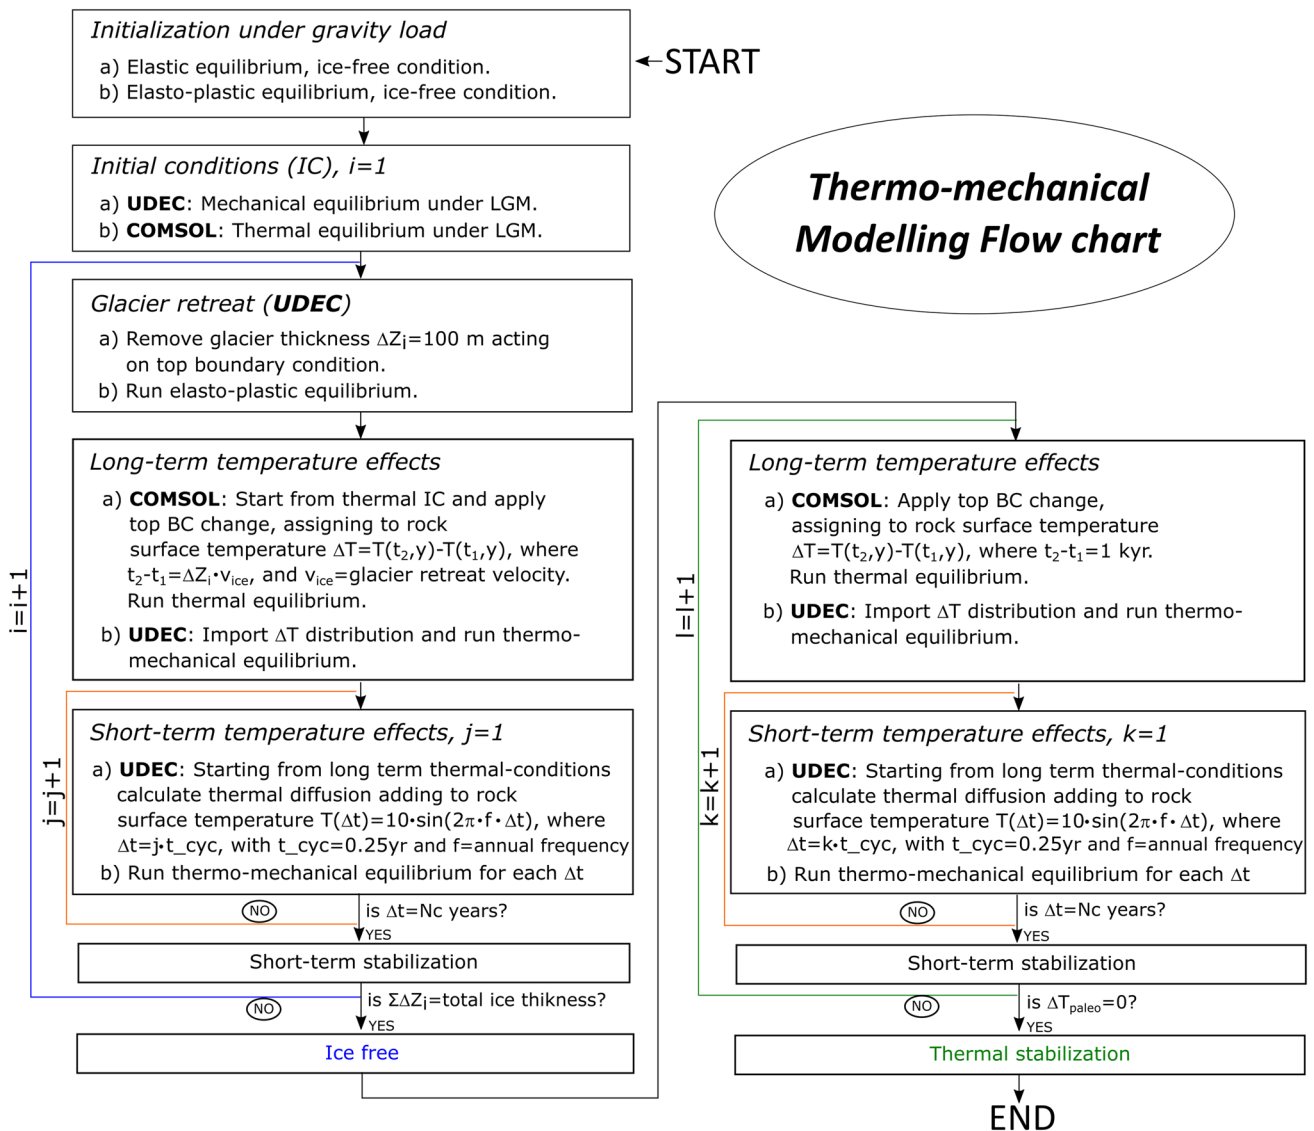 Initialization under gravity load
a) Elastic equilibrium, ice-free condition.
b) Elasto-plastic equilibrium, ice-free condition.
START
Thermo-mechanical
Modelling Flow chart
Initial conditions (IC), i=1
a) UDEC: Mechanical equilibrium under LGM.
b) COMSOL: Thermal equilibrium under LGM.
Glacier retreat (UDEC)
a) Remove glacier thickness ΔZi=100 m acting
on top boundary condition.
b) Run elasto-plastic equilibrium.
Long-term temperature effects
a) COMSOL: Start from thermal IC and apply
top BC change, assigning to rock
surface temperature ΔT=T(t2,y)-T(t1,y), where
t2-t1=ΔZi•vice, and vice=glacier retreat velocity.
Run thermal equilibrium.
b) UDEC: Import ΔT distribution and run thermo-
mechanical equilibrium.
i=i+1
Short-term temperature effects, j=1
a) UDEC: Starting from long term thermal-conditions
calculate thermal diffusion adding to rock
surface temperature T(Δt)=10•sin(2π•f•Δt), where
Δt=j•t_cyc, with t_cyc=0.25yr and f=annual frequency
b) Run thermo-mechanical equilibrium for each Δt
j=j+1
NO
is Δt=Nc years?
YES
Short-term stabilization
NO
is ΣΔZi=total ice thikness?
YES
Ice free
Long-term temperature effects
a) COMSOL: Apply top BC change,
assigning to rock surface temperature
ΔT=T(t2,y)-T(t1,y), where t2-t1=1 kyr.
Run thermal equilibrium.
b) UDEC: Import ΔT distribution and run thermo-
mechanical equilibrium.
l=l+1
Short-term temperature effects, k=1
a) UDEC: Starting from long term thermal-conditions
calculate thermal diffusion adding to rock
surface temperature T(Δt)=10•sin(2π•f•Δt), where
Δt=k•t_cyc, with t_cyc=0.25yr and f=annual frequency
b) Run thermo-mechanical equilibrium for each Δt
k=k+1
NO
is Δt=Nc years?
YES
Short-term stabilization
NO
is ΔTpaleo=0?
YES
Thermal stabilization
END